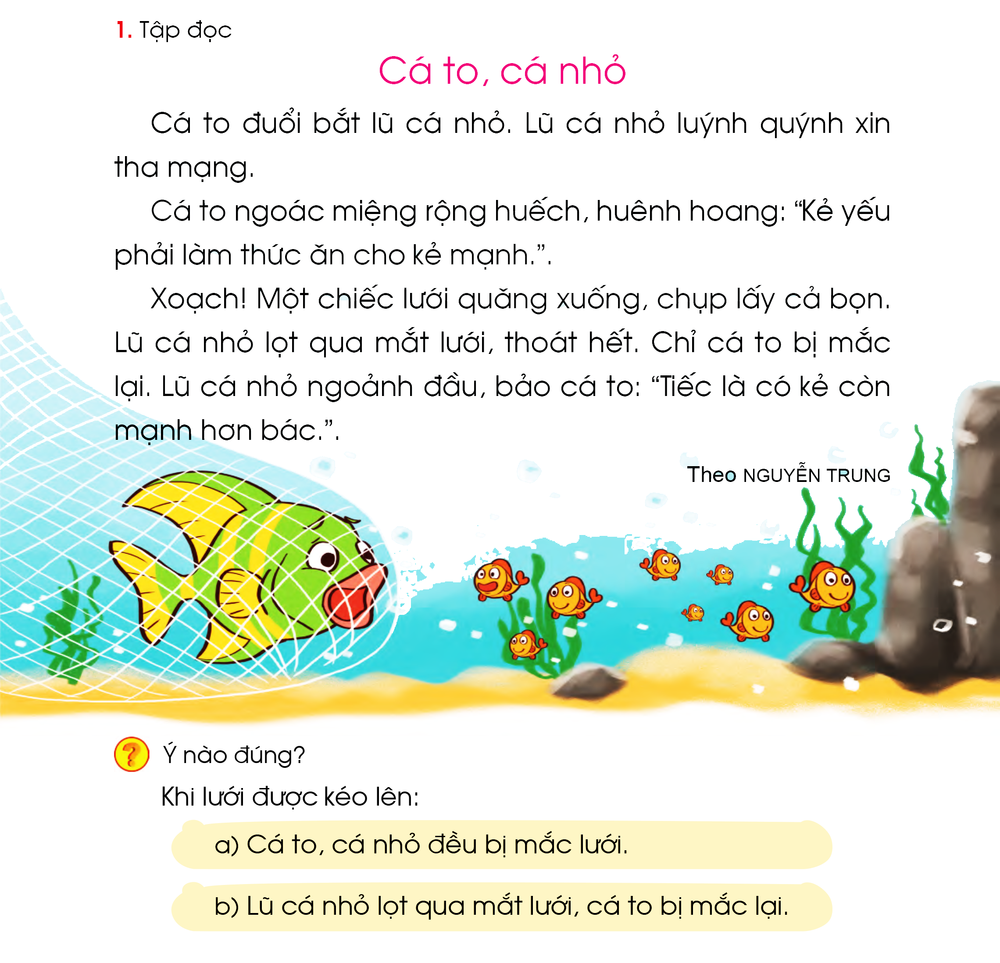 1. Tập đọc
Cá to, cá nhỏ
Cá to đuổi bắt lũ cá nhỏ. Lũ cá nhỏ luýnh quýnh xin
tha mạng.
Cá to ngoác miệng rộng huếch, huênh hoang: “Kẻ yếu
phải làm thức ăn cho kẻ mạnh.”.
Xoạch! Một chiếc lưới quăng xuống, chụp lấy cả bọn.
Lũ cá nhỏ lọt qua mắt lưới, thoát hết. Chỉ cá to bị mắc
lại. Lũ cá nhỏ ngoảnh đầu, bảo cá to: “Tiếc là có kẻ còn
mạnh hơn bác.”.
Theo NGUYỄN TRUNG
? Ý nào đúng?
Khi lưới được kéo lên:
a) Cá to, cá nhỏ đều bị mắc lưới.
b) Lũ cá nhỏ lọt qua mắt lưới, cá to bị mắc lại.